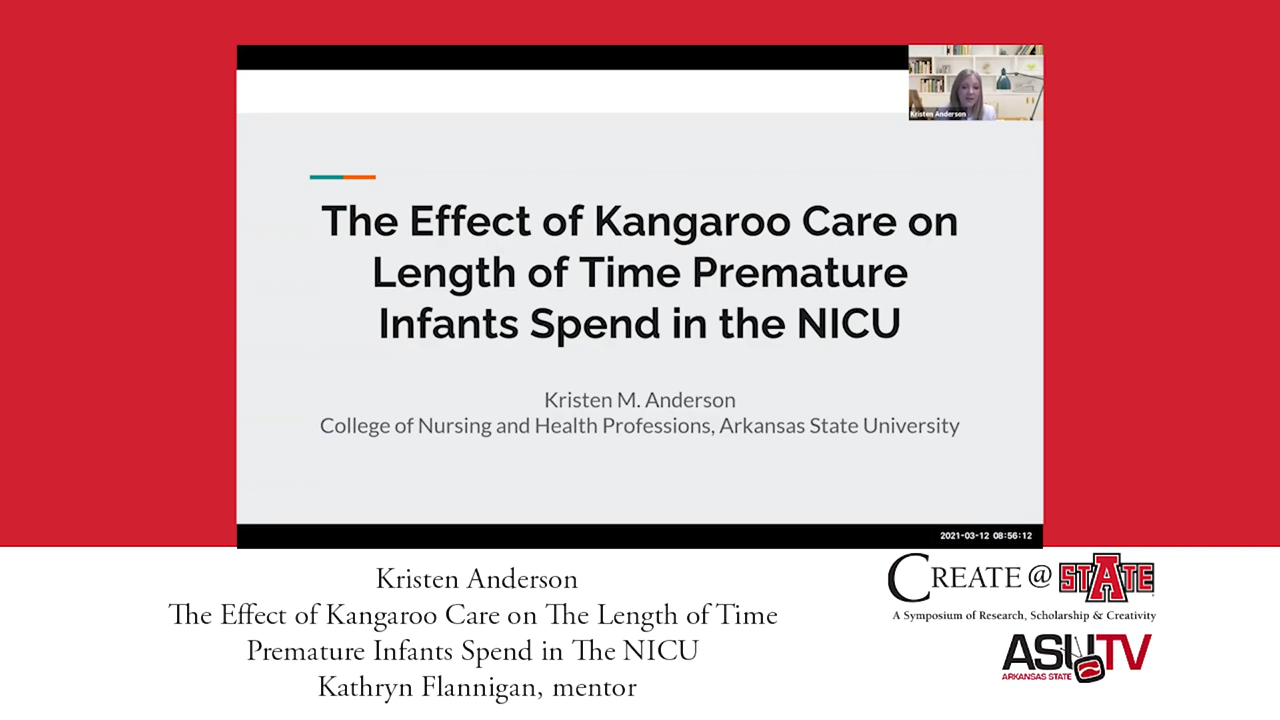 Kristen Anderson
The Effect of Kangaroo Care on
Length of Time Premature
Infants Spend in the NICU
Kristen M. Anderson
College of Nursing and Health Professions, Arkansas State University
2021-03-12 08:56:12
Kristen Anderson
The Effect of Kangaroo Care on The Length of Time
Premature Infants Spend in The NICU
Kathryn Flannigan, mentor
CREATE @ STATE
A Symposium of Research, Scholarship & Creativity
ASUTV
ARKANSAS STATE